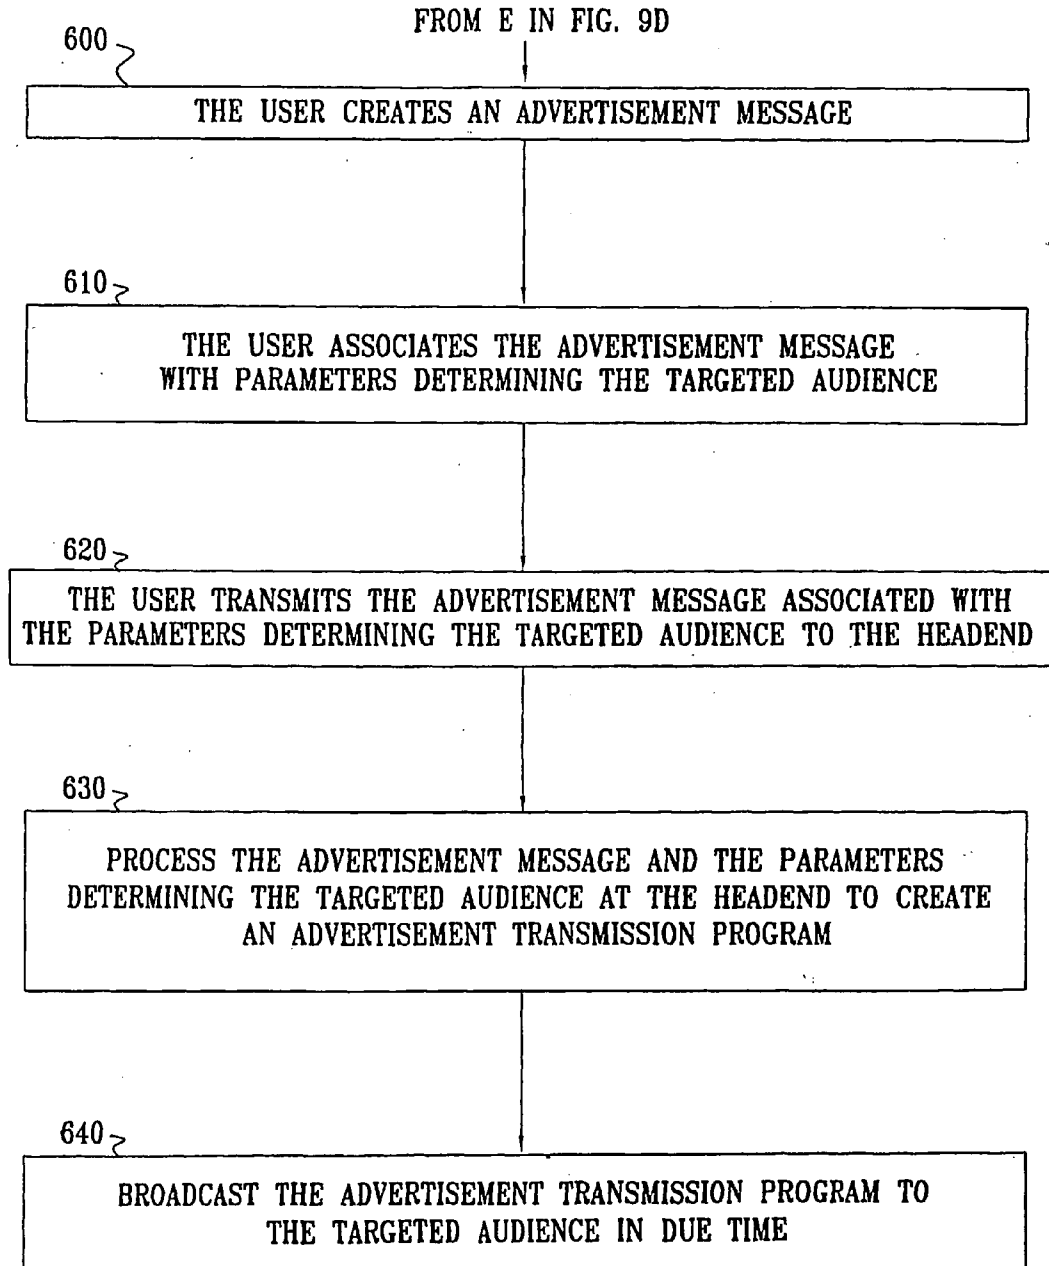 FROM E IN FIG. 9D
600
THE USER CREATES AN ADVERTISEMENT MESSAGE
610
THE USER ASSOCIATES THE ADVERTISEMENT MESSAGE
WITH PARAMETERS DETERMINING THE TARGETED AUDIENCE
620
THE USER TRANSMITS THE ADVERTISEMENT MESSAGE ASSOCIATED WITH
THE PARAMETERS DETERMINING THE TARGETED AUDIENCE TO THE HEADEND
630
PROCESS THE ADVERTISEMENT MESSAGE AND THE PARAMETERS
DETERMINING THE TARGETED AUDIENCE AT THE HEADEND TO CREATE
AN ADVERTISEMENT TRANSMISSION PROGRAM
640
BROADCAST THE ADVERTISEMENT TRANSMISSION PROGRAM TO
THE TARGETED AUDIENCE IN DUE TIME